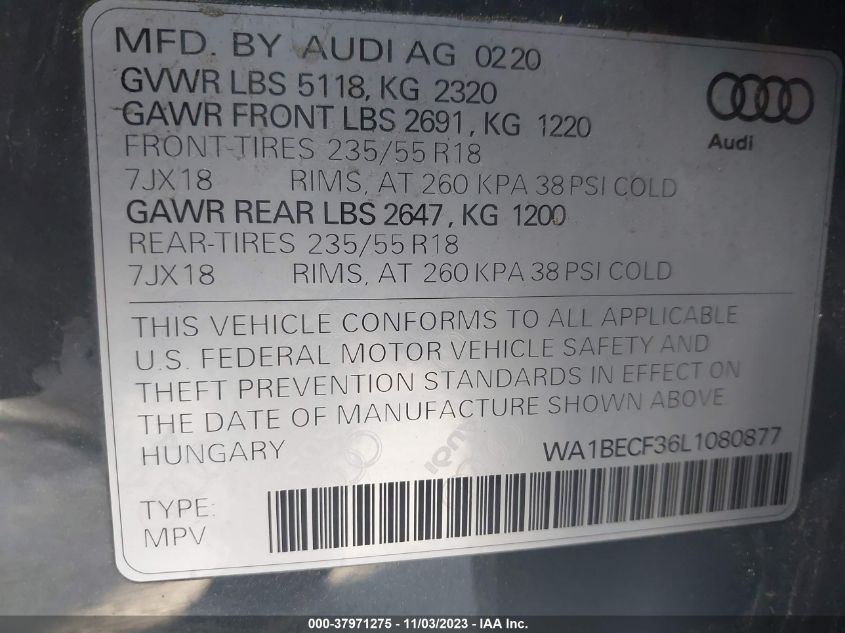 MFD. BY AUDI AG 0220
GVWR LBS 5118, KG 2320
GAWR FRONT LBS 2691, KG 1220
FRONT-TIRES 235/55 R18
7JX18 RIMS, AT 260 KPA 38 PSI COLD
GAWR REAR LBS 2647, KG 1200
REAR-TIRES 235/55 R18
7JX18 RIMS, AT 260 KPA 38 PSI COLD
Audi
THIS VEHICLE CONFORMS TO ALL APPLICABLE
U.S. FEDERAL MOTOR VEHICLE SAFETY AND
THEFT PREVENTION STANDARDS IN EFFECT ON
THE DATE OF MANUFACTURE SHOWN ABOVE
HUNGARY WA1BECF36L1080877
Audi
TYPE:
MPV
000-37971275 - 11/03/2023 - IAA Inc.